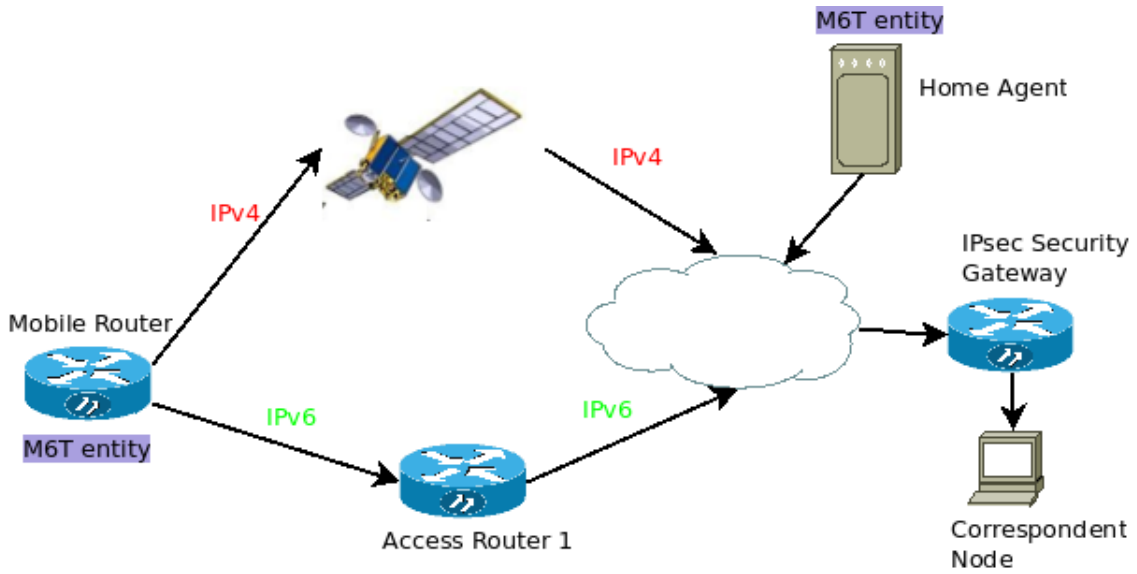 M6T entity
Home Agent
IPv4
IPv4
IPsec Security
Gateway
Mobile Router
M6T entity
IPv6
IPv6
Access Router 1
Correspondent
Node